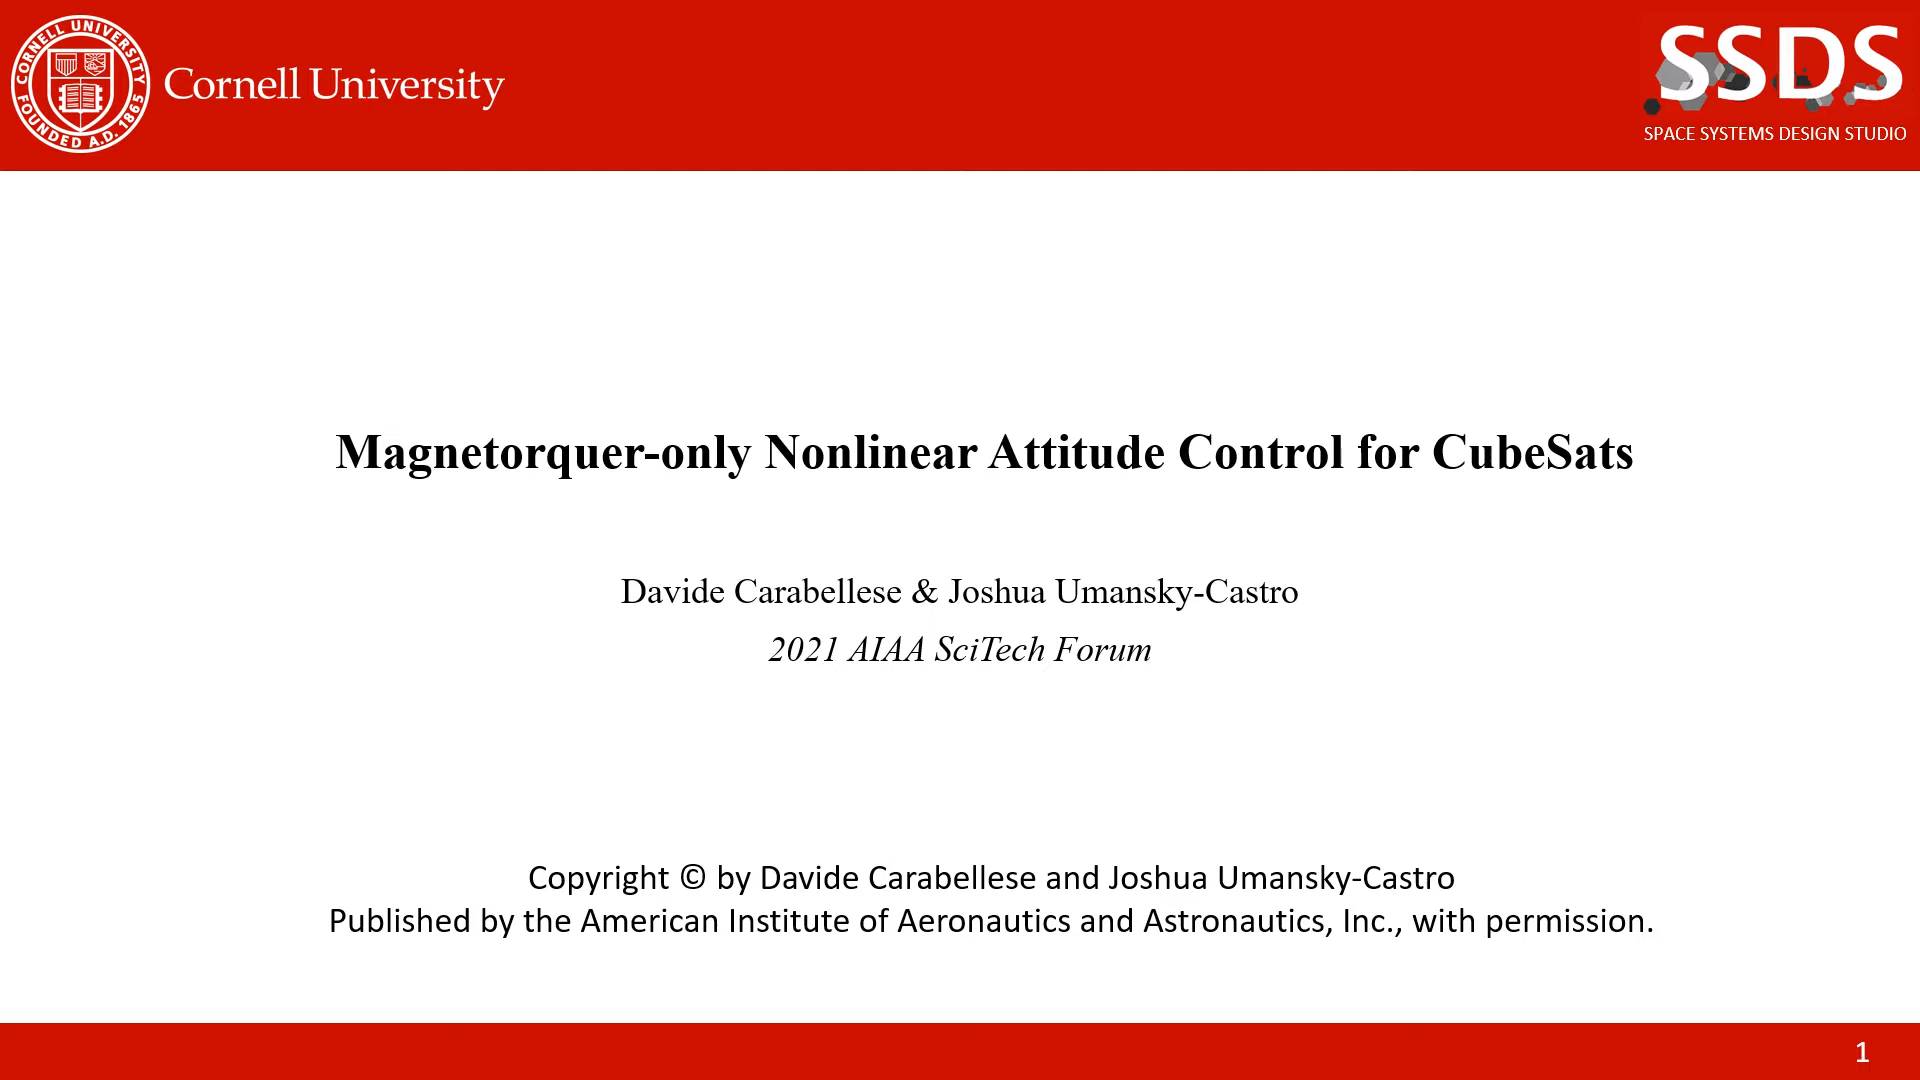 CORNELL UNIVERSITY
FOUNDED A.D. 1865
Cornell University
SSDS
SPACE SYSTEMS DESIGN STUDIO
Magnetorquer-only Nonlinear Attitude Control for CubeSats
Davide Carabellese & Joshua Umansky-Castro
2021 AIAA SciTech Forum
Copyright © by Davide Carabellese and Joshua Umansky-Castro
Published by the American Institute of Aeronautics and Astronautics, Inc., with permission.
1